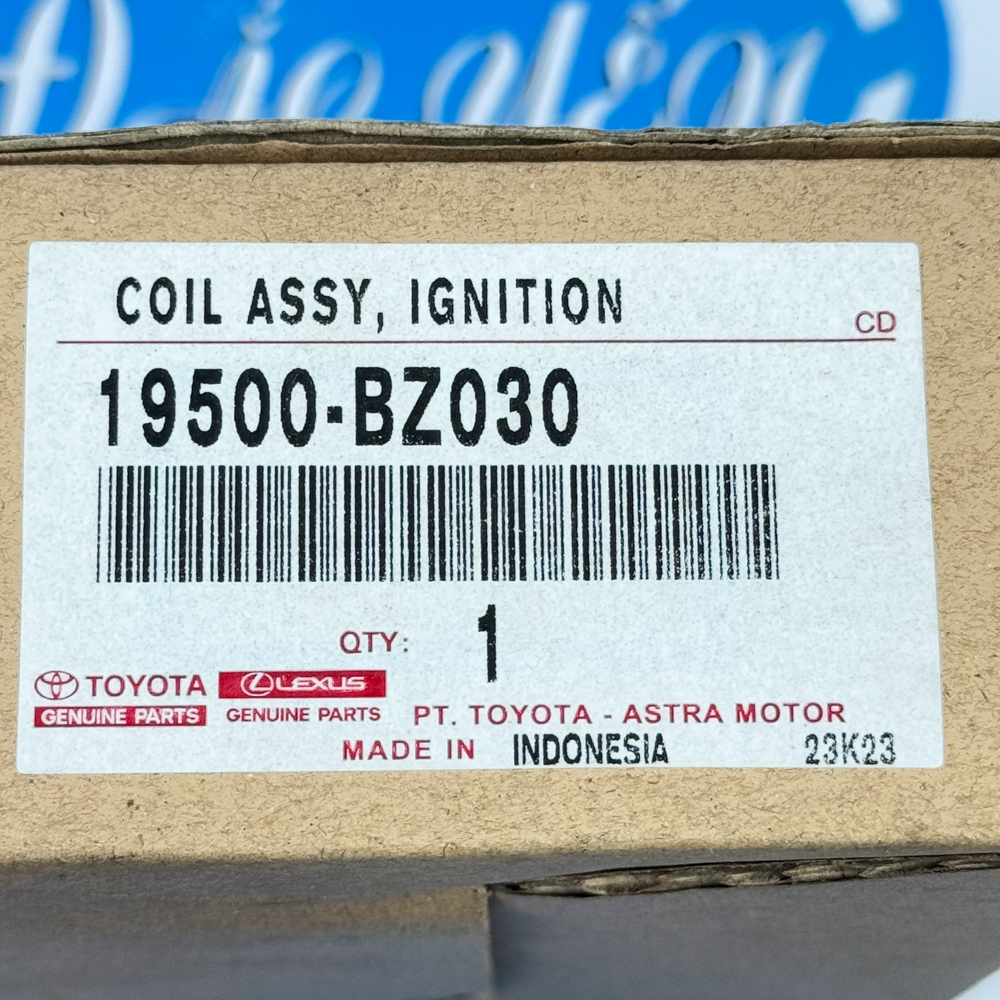 COIL ASSY, IGNITION
CD
19500-BZ030
QTY: 1
TOYOTA LEXUS
GENUINE PARTS GENUINE PARTS PT. TOYOTA - ASTRA MOTOR
MADE IN INDONESIA 23K23